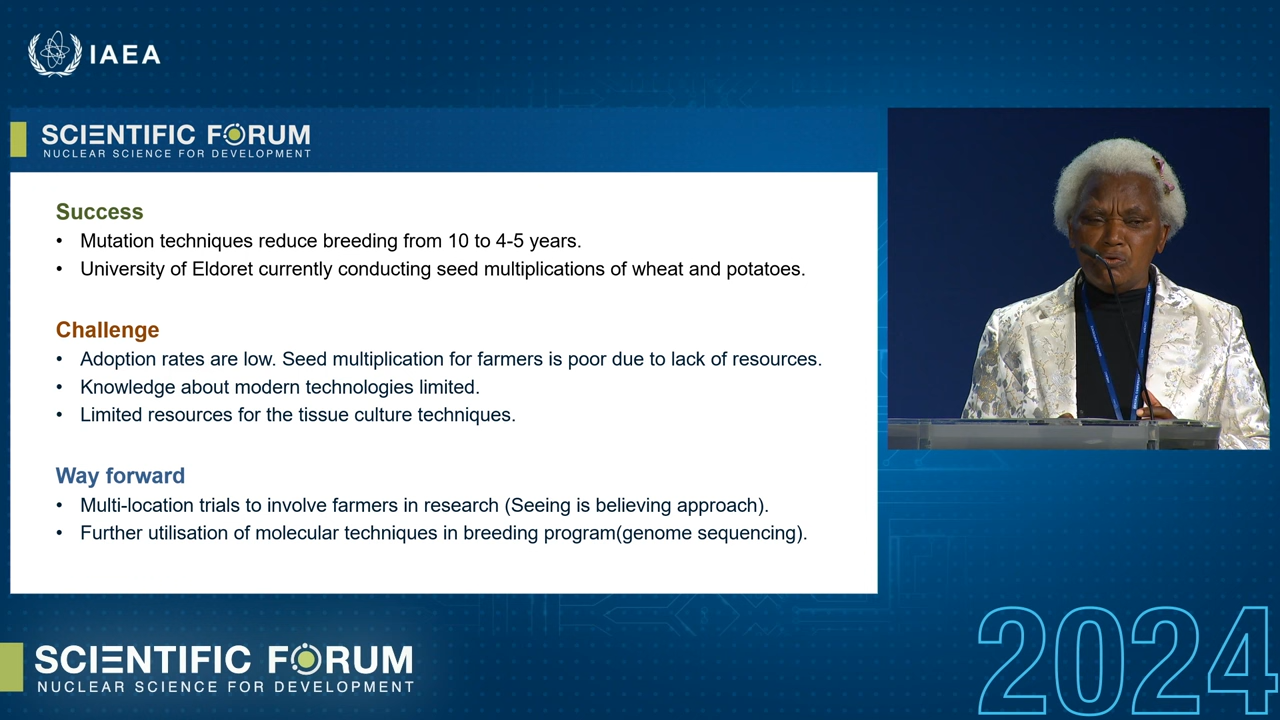 IAEA
SCIENTIFIC FORUM
NUCLEAR SCIENCE FOR DEVELOPMENT
Success
• Mutation techniques reduce breeding from 10 to 4-5 years.
• University of Eldoret currently conducting seed multiplications of wheat and potatoes.
Challenge
• Adoption rates are low. Seed multiplication for farmers is poor due to lack of resources.
• Knowledge about modern technologies limited.
• Limited resources for the tissue culture techniques.
Way forward
• Multi-location trials to involve farmers in research (Seeing is believing approach).
• Further utilisation of molecular techniques in breeding program(genome sequencing).
SCIENTIFIC FORUM
NUCLEAR SCIENCE FOR DEVELOPMENT
2024